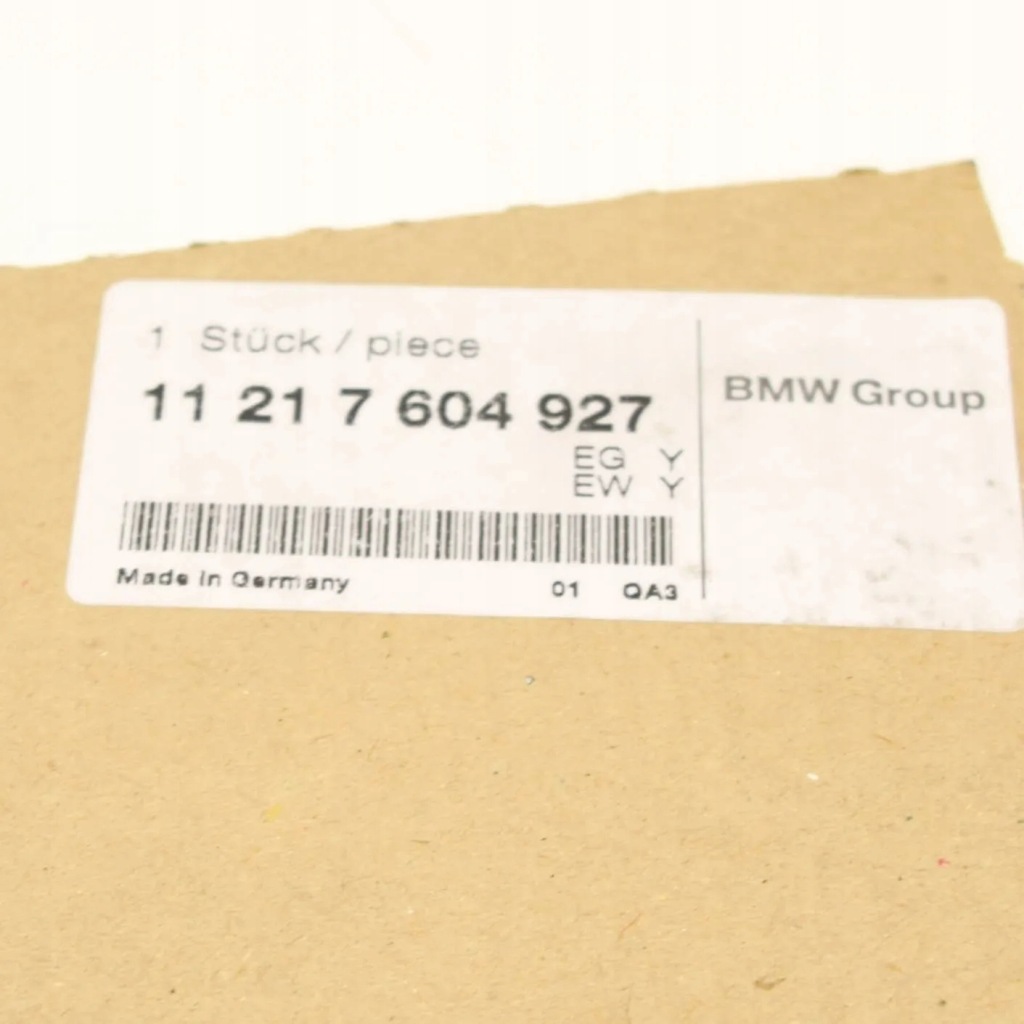 1 Stück / piece
11 21 7 604 927
BMW Group
EG Y
EW Y
Made in Germany 01 QA3